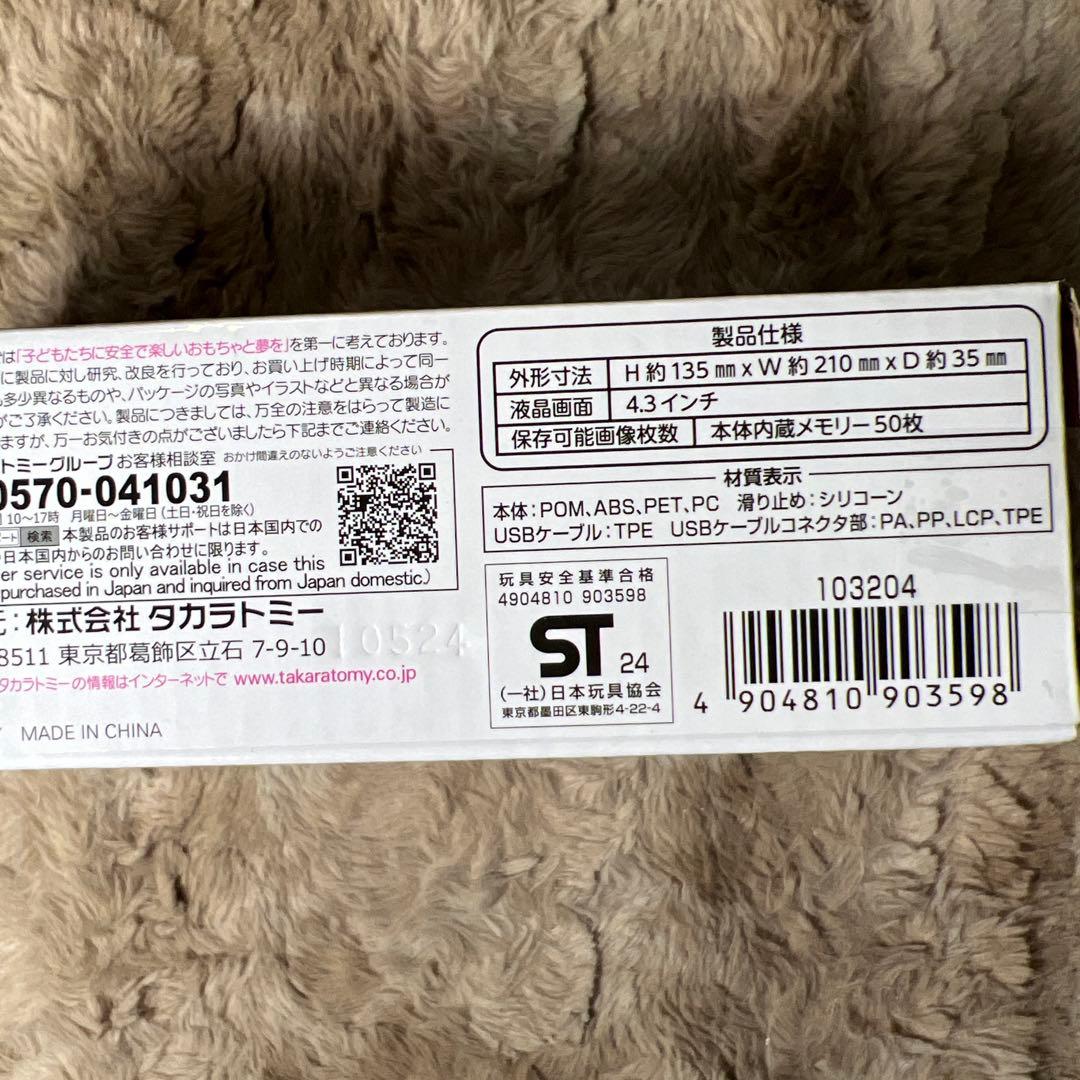 は「子どもたちに安全で楽しいおもちゃと夢を」を第一に考えております。
に製品に対し研究、改良を行っており、お買い上げ時期によって同一
多少異なるものや、パッケージの写真やイラストなどと異なる場合が
ご了承ください。製品につきましては、万全の注意をはらって製造に
ますが、万一お気付きの点がございましたら下記までご連絡ください。
トミーグループ お客様相談室 おかけ間違えのないようご注意ください
0570-041031
10〜17時 月曜日〜金曜日(土日・祝日を除く)
ート 検索 本製品のお客様サポートは日本国内での
日本国内からのお問い合わせに限ります。
er service is only available in case this
purchased in Japan and inquired from Japan domestic.)
元:株式会社 タカラトミー
8511 東京都葛飾区立石 7-9-10
10524
タカラトミーの情報はインターネットで www.takaratomy.co.jp
MADE IN CHINA
製品仕様
外形寸法 H 約 135 ㎜ x W 約 210 ㎜ x D 約 35 ㎜
液晶画面 4.3 インチ
保存可能画像枚数 本体内蔵メモリー 50枚
材質表示
本体:POM、ABS、PET、PC 滑り止め:シリコーン
USBケーブル:TPE USBケーブルコネクタ部:PA、PP、LCP、TPE
玩具安全基準合格
4904810 903598
ST 24
(一社)日本玩具協会
東京都墨田区東駒形4-22-4
103204
4 904810 903598